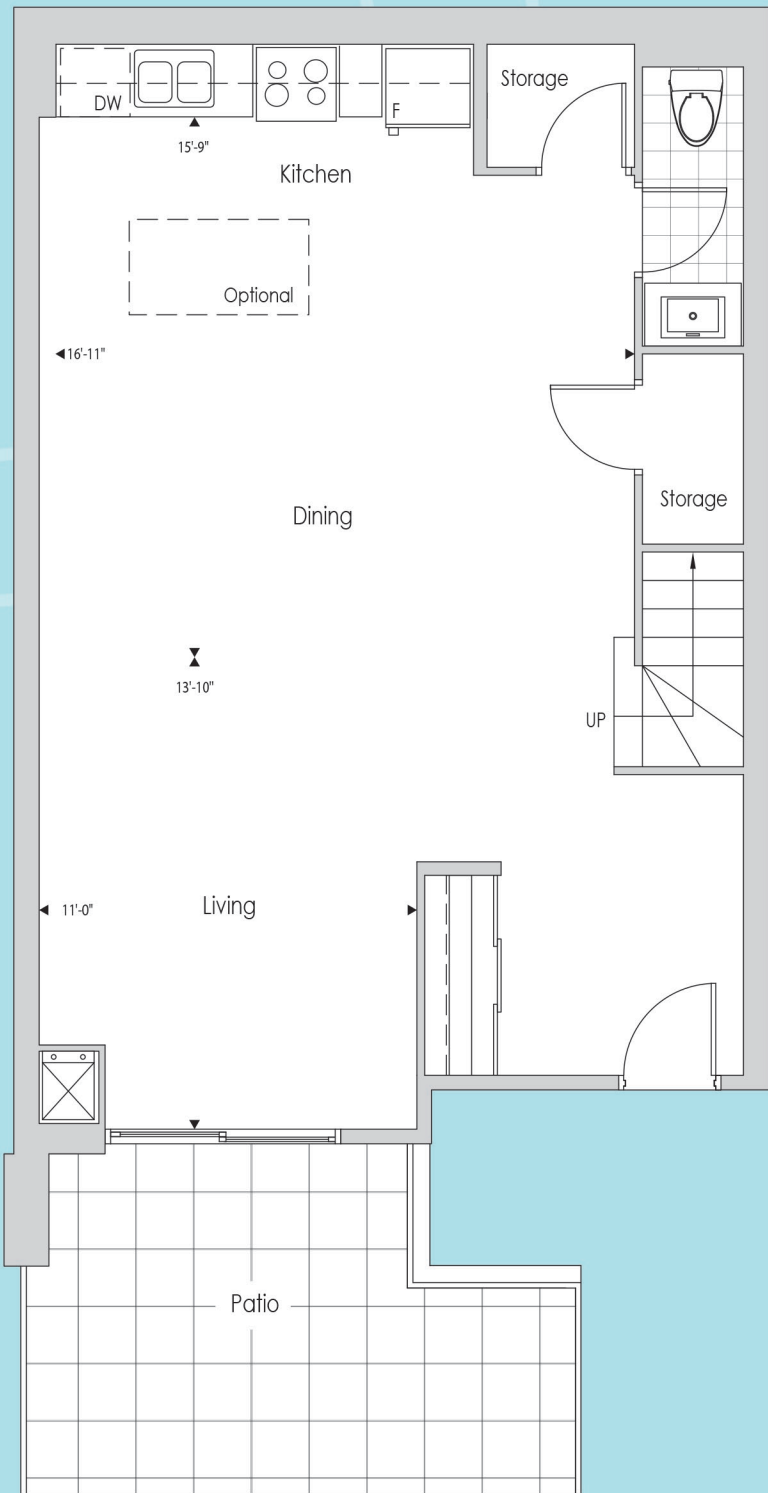 Storage
DW
F
15'-9"
Kitchen
Optional
16'-11"
Storage
Dining
13'-10"
UP
11'-0"
Living
Patio